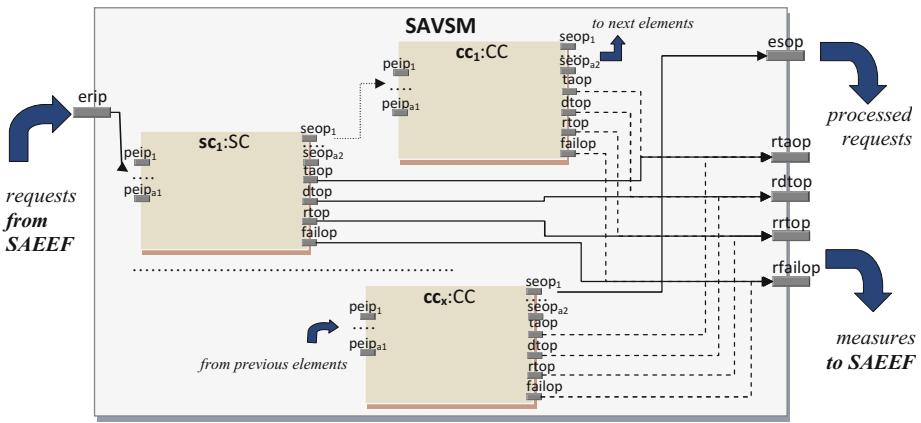 SAVSM
erip
requests
from
SAEEF
sc1:SC
peip1
....
peipa1
seop1
....
seopa2
taop
dtop
rtop
failop
cc1:CC
peip1
....
peipa1
seop1
....
seopa2
taop
dtop
rtop
failop
to next elements
ccx:CC
peip1
....
peipa1
from previous elements
seop1
....
seopa2
taop
dtop
rtop
failop
esop
processed
requests
rtaop
rdtop
rrtop
rfailop
measures
to SAEEF